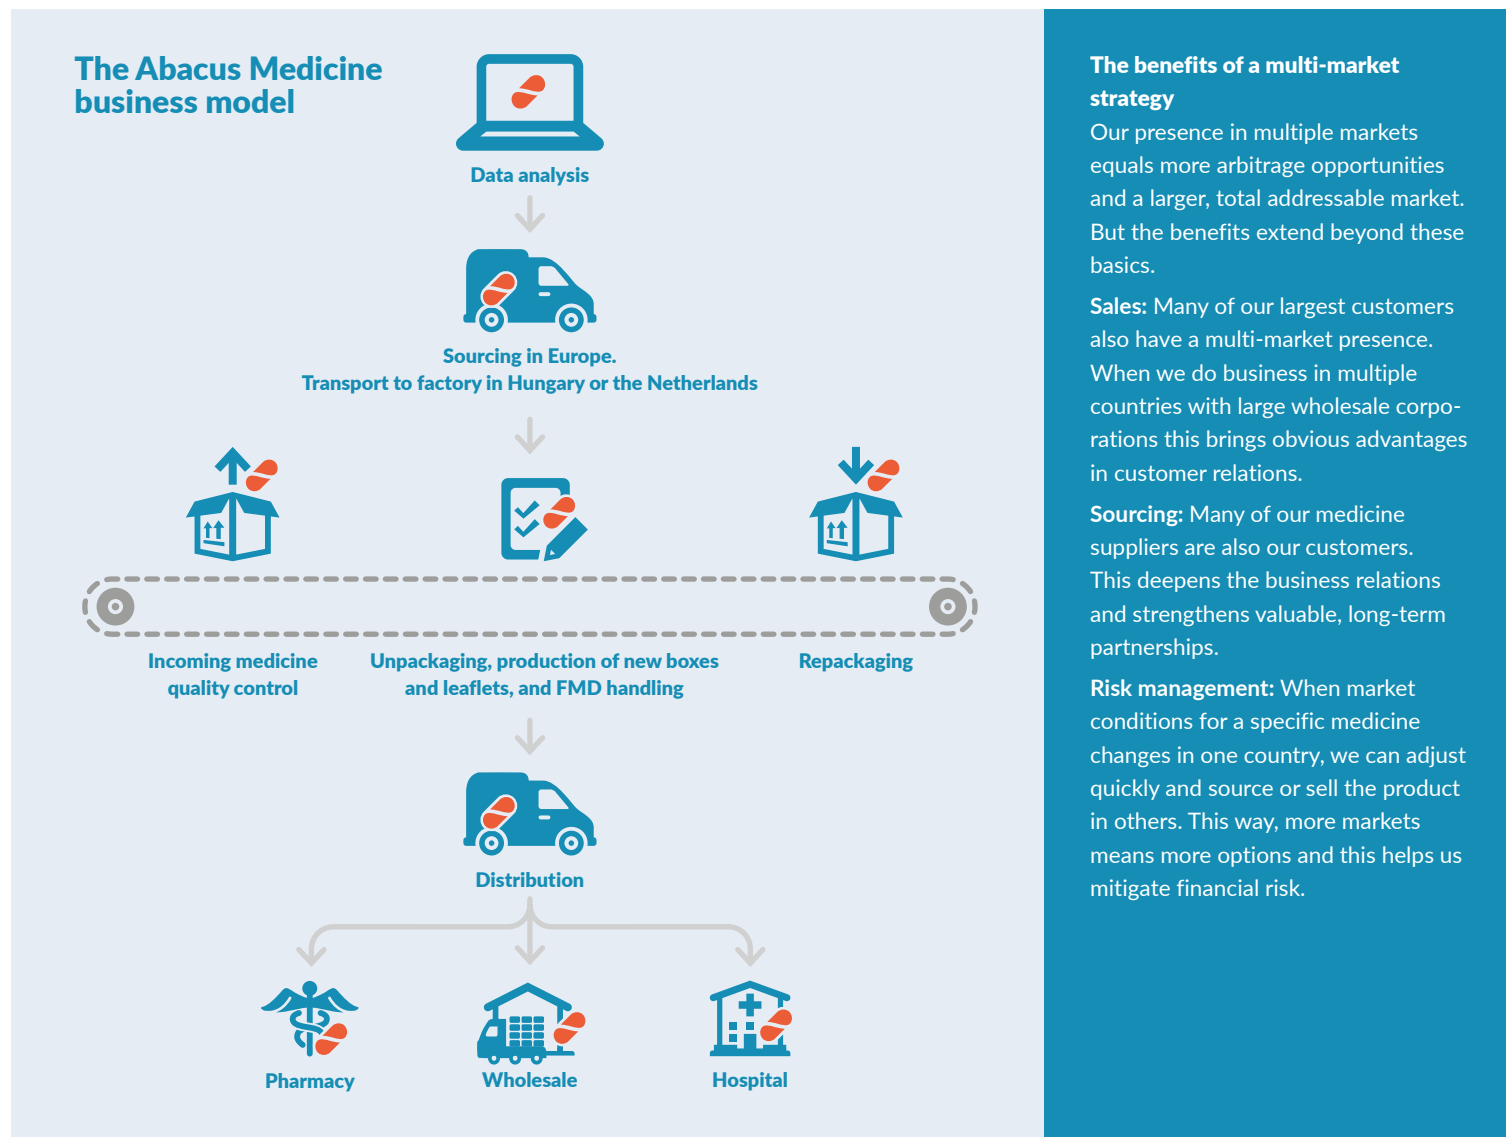 The Abacus Medicine
business model
Data analysis
Sourcing in Europe.
Transport to factory in Hungary or the Netherlands
Incoming medicine
quality control
Unpackaging, production of new boxes
and leaflets, and FMD handling
Repackaging
Distribution
Pharmacy
Wholesale
Hospital
The benefits of a multi-market
strategy
Our presence in multiple markets
equals more arbitrage opportunities
and a larger, total addressable market.
But the benefits extend beyond these
basics.
Sales: Many of our largest customers
also have a multi-market presence.
When we do business in multiple
countries with large wholesale corpo-
rations this brings obvious advantages
in customer relations.
Sourcing: Many of our medicine
suppliers are also our customers.
This deepens the business relations
and strengthens valuable, long-term
partnerships.
Risk management: When market
conditions for a specific medicine
changes in one country, we can adjust
quickly and source or sell the product
in others. This way, more markets
means more options and this helps us
mitigate financial risk.